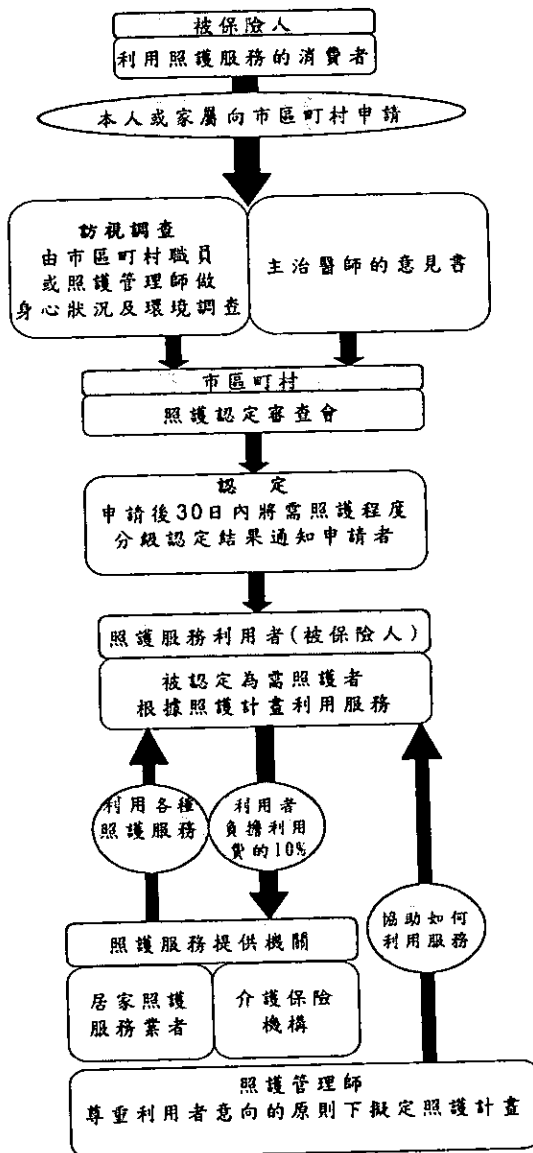 被保險人
利用照護服務的消費者
本人或家屬向市區町村申請
訪視調查
由市區町村職員
或照護管理師做
身心狀況及環境調查
主治醫師的意見書
市區町村
照護認定審查會
認定
申請後30日內將需照護程度
分級認定結果通知申請者
照護服務利用者(被保險人)
被認定為需照護者
根據照護計畫利用服務
利用各種
照護服務
利用者
負擔利用
費的10%
協助如何
利用服務
照護服務提供機關
居家照護
服務業者
介護保險
機構
照護管理師
尊重利用者意向的原則下擬定照護計畫